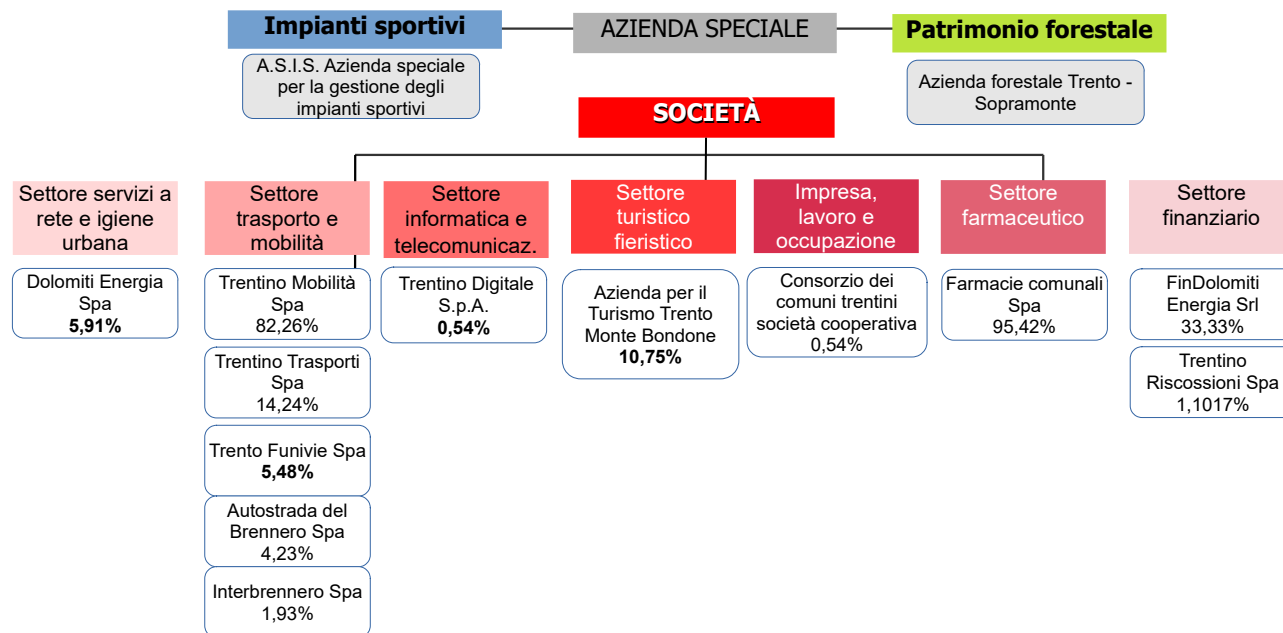 Impianti sportivi
AZIENDA SPECIALE
Patrimonio forestale
A.S.I.S. Azienda speciale
per la gestione degli
impianti sportivi
Azienda forestale Trento -
Sopramonte
SOCIETÀ
Settore servizi a
rete e igiene
urbana
Dolomiti Energia
Spa
5,91%
Settore
trasporto e
mobilità
Trentino Mobilità
Spa
82,26%
Trentino Trasporti
Spa
14,24%
Trento Funivie Spa
5,48%
Autostrada del
Brennero Spa
4,23%
Interbrennero Spa
1,93%
Settore
informatica e
telecomunicaz.
Trentino Digitale
S.p.A.
0,54%
Settore
turistico
fieristico
Azienda per il
Turismo Trento
Monte Bondone
10,75%
Impresa,
lavoro e
occupazione
Consorzio dei
comuni trentini
società cooperativa
0,54%
Settore
farmaceutico
Farmacie comunali
Spa
95,42%
Settore
finanziario
FinDolomiti
Energia Srl
33,33%
Trentino
Riscossioni Spa
1,1017%